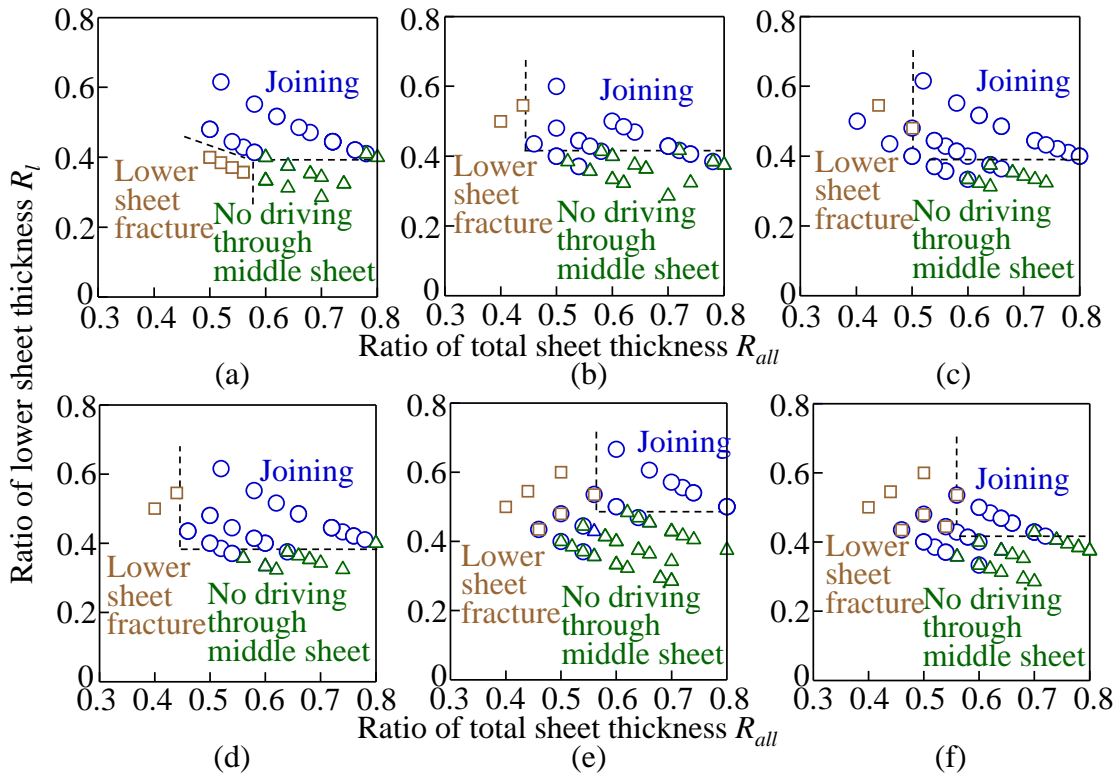 Ratio of lower sheet thickness R_l
0.8
0.6
0.4
0.2
0
Joining
Lower
sheet
fracture
No driving
through
middle sheet
0.3 0.4 0.5 0.6 0.7 0.8
(a)
0.8
0.6
0.4
0.2
0
Joining
Lower
sheet
fracture
No driving
through
middle sheet
0.3 0.4 0.5 0.6 0.7 0.8
(b)
0.8
0.6
0.4
0.2
0
Joining
Lower
sheet
fracture
No driving
through
middle sheet
0.3 0.4 0.5 0.6 0.7 0.8
(c)
Ratio of total sheet thickness R_all
0.8
0.6
0.4
0.2
0
Joining
Lower
sheet
fracture
No driving
through
middle sheet
0.3 0.4 0.5 0.6 0.7 0.8
(d)
0.8
0.6
0.4
0.2
0
Joining
Lower
sheet
fracture
No driving
through
middle sheet
0.3 0.4 0.5 0.6 0.7 0.8
(e)
0.8
0.6
0.4
0.2
0
Joining
Lower
sheet
fracture
No driving
through
middle sheet
0.3 0.4 0.5 0.6 0.7 0.8
(f)
Ratio of total sheet thickness R_all